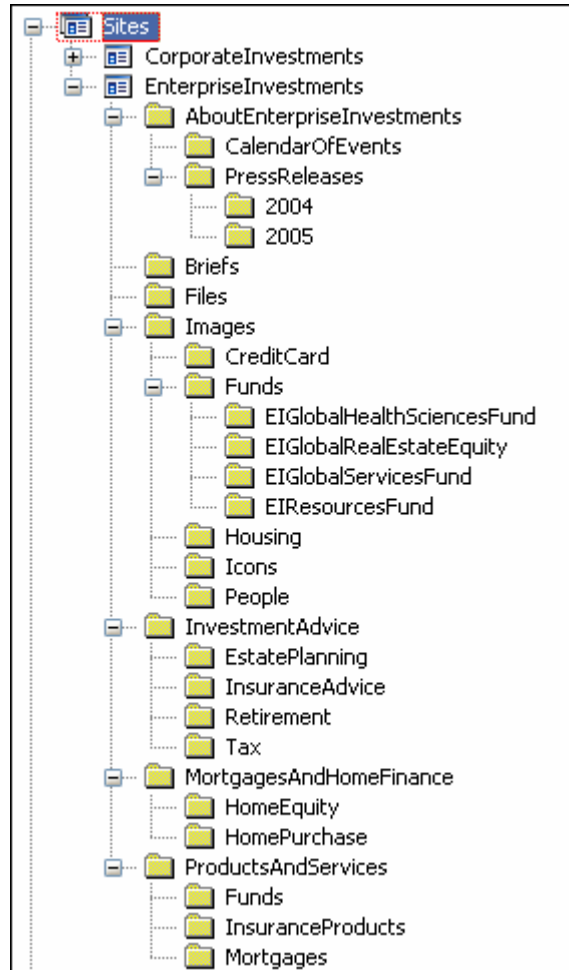 Sites
CorporateInvestments
EnterpriseInvestments
AboutEnterpriseInvestments
CalendarOfEvents
PressReleases
2004
2005
Briefs
Files
Images
CreditCard
Funds
EIGlobalHealthSciencesFund
EIGlobalRealEstateEquity
EIGlobalServicesFund
EIResourcesFund
Housing
Icons
People
InvestmentAdvice
EstatePlanning
InsuranceAdvice
Retirement
Tax
MortgagesAndHomeFinance
HomeEquity
HomePurchase
ProductsAndServices
Funds
InsuranceProducts
Mortgages